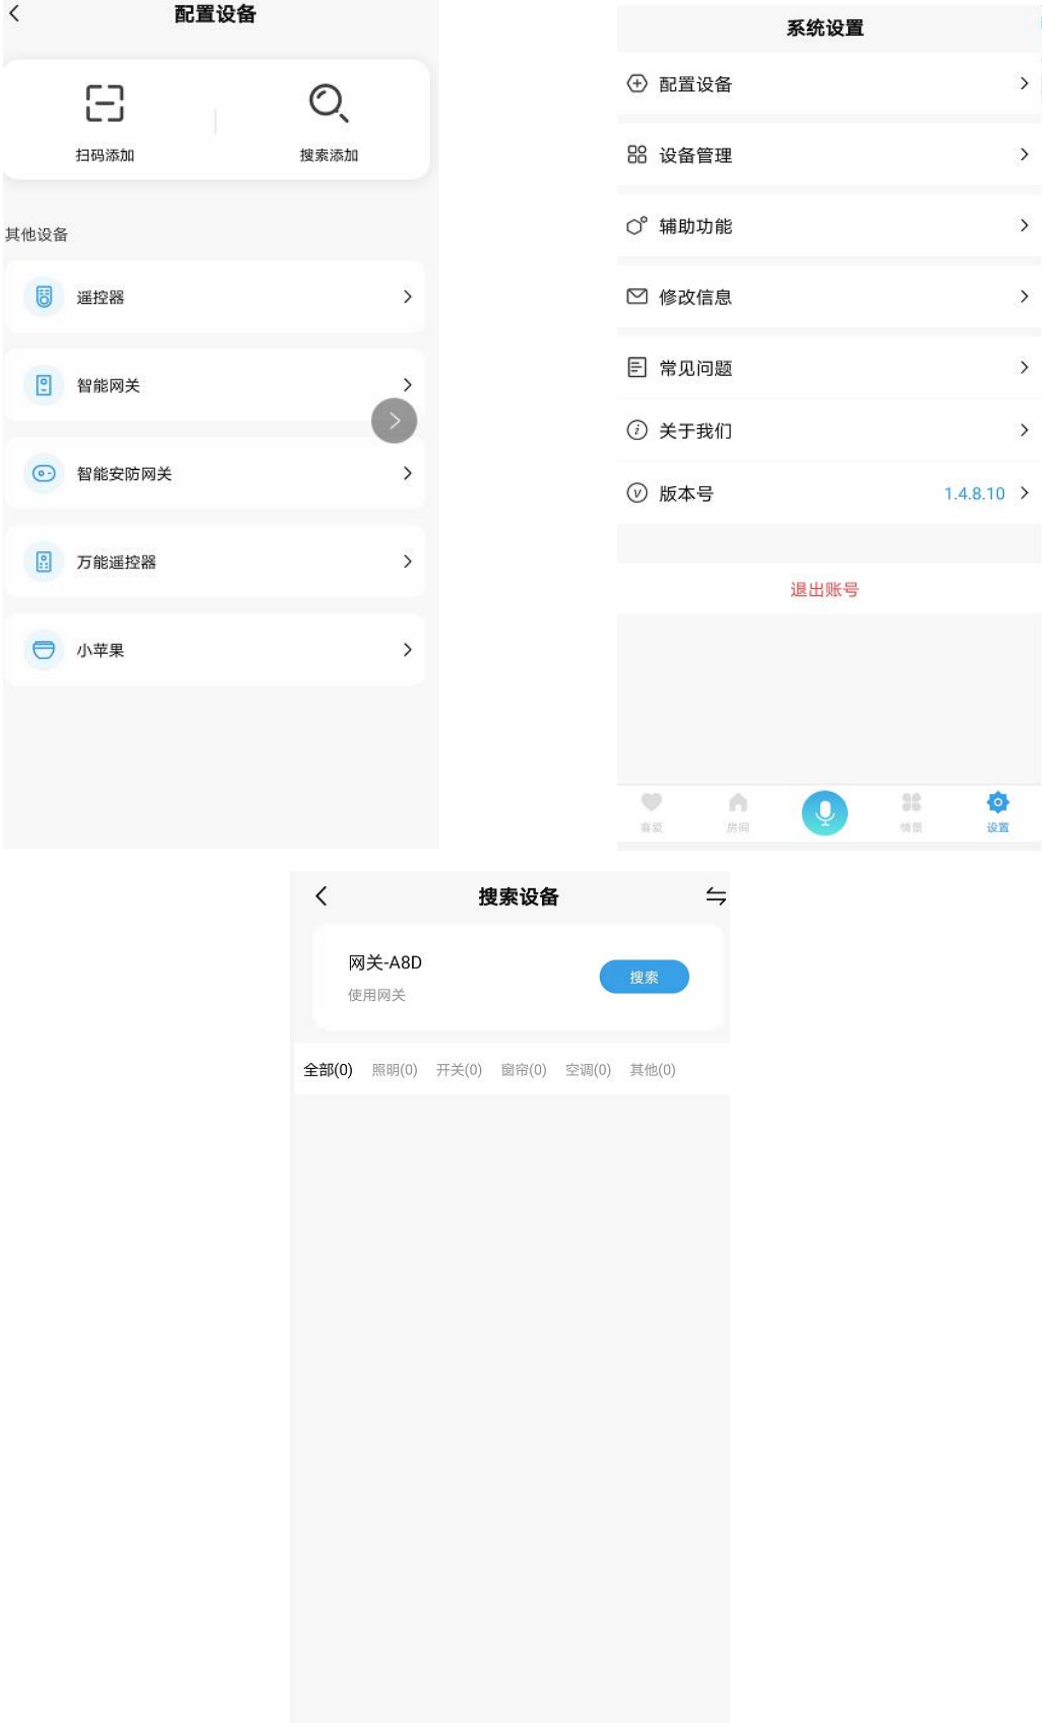 配置设备
扫码添加
搜索添加
其他设备
遥控器
智能网关
智能安防网关
万能遥控器
小苹果
系统设置
配置设备
设备管理
辅助功能
修改信息
常见问题
关于我们
版本号 1.4.8.10
退出账号
喜爱 房间 情景 设置
搜索设备
网关-A8D
使用网关
搜索
全部(0) 照明(0) 开关(0) 窗帘(0) 空调(0) 其他(0)